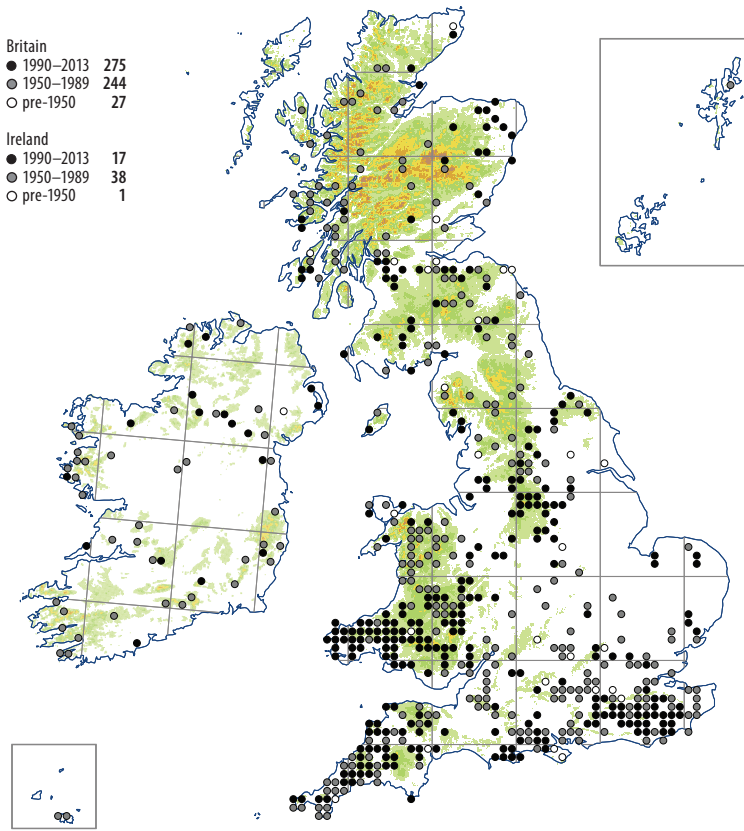 Britain
1990–2013 275
1950–1989 244
pre-1950 27
Ireland
1990–2013 17
1950–1989 38
pre-1950 1